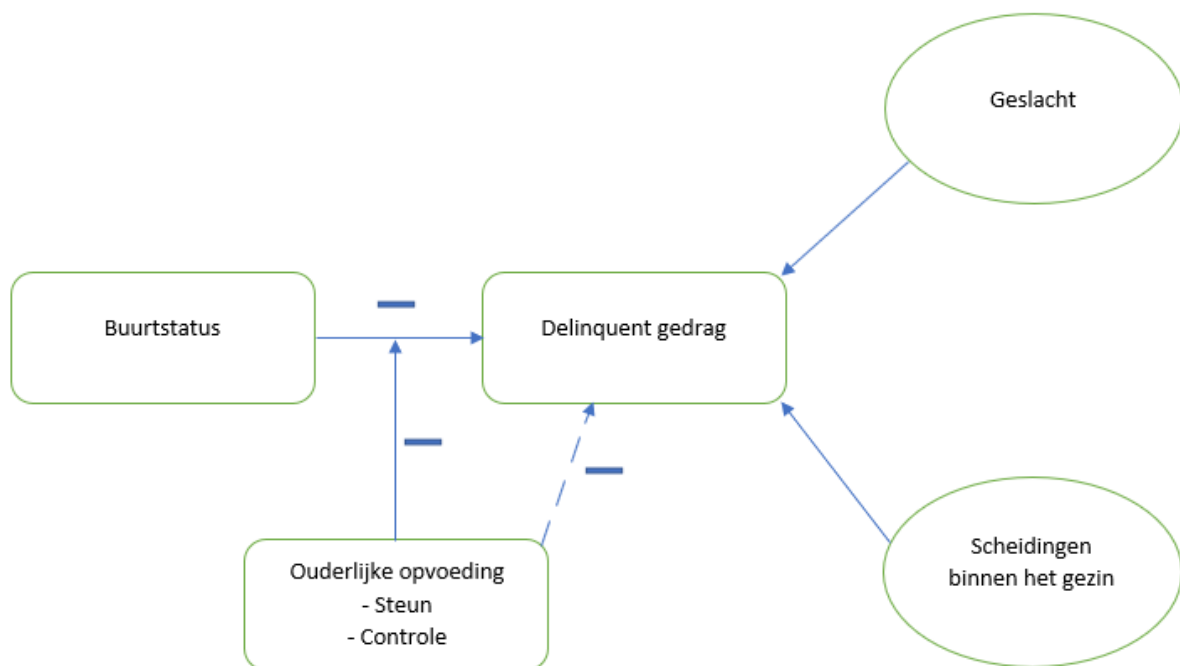 Geslacht
Buurtstatus
Delinquent gedrag
Ouderlijke opvoeding
- Steun
- Controle
Scheidingen
binnen het gezin